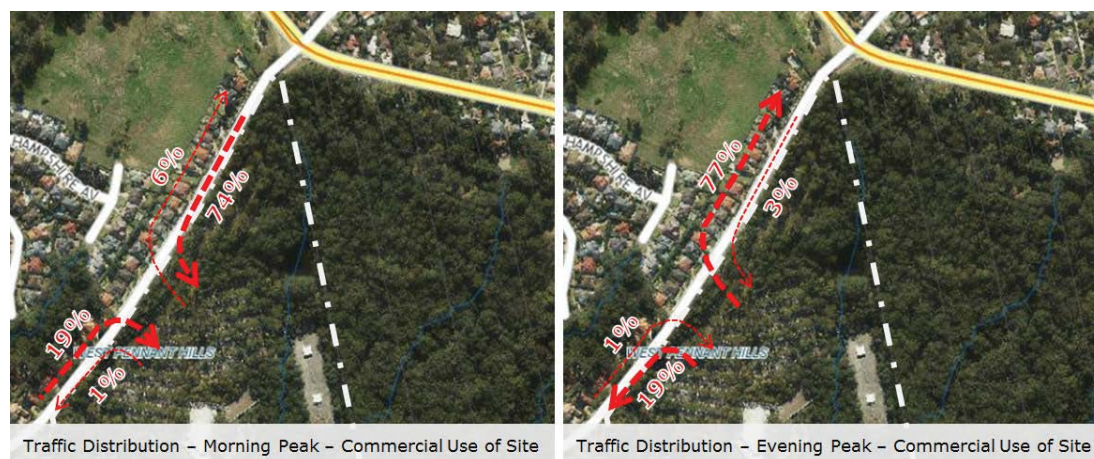 6%
74%
HAMPSHIRE AV
19%
WEST PENNANT HILLS
1%
Traffic Distribution – Morning Peak – Commercial Use of Site
77%
3%
HAMPSHIRE AV
1%
WEST PENNANT HILLS
19%
Traffic Distribution – Evening Peak – Commercial Use of Site